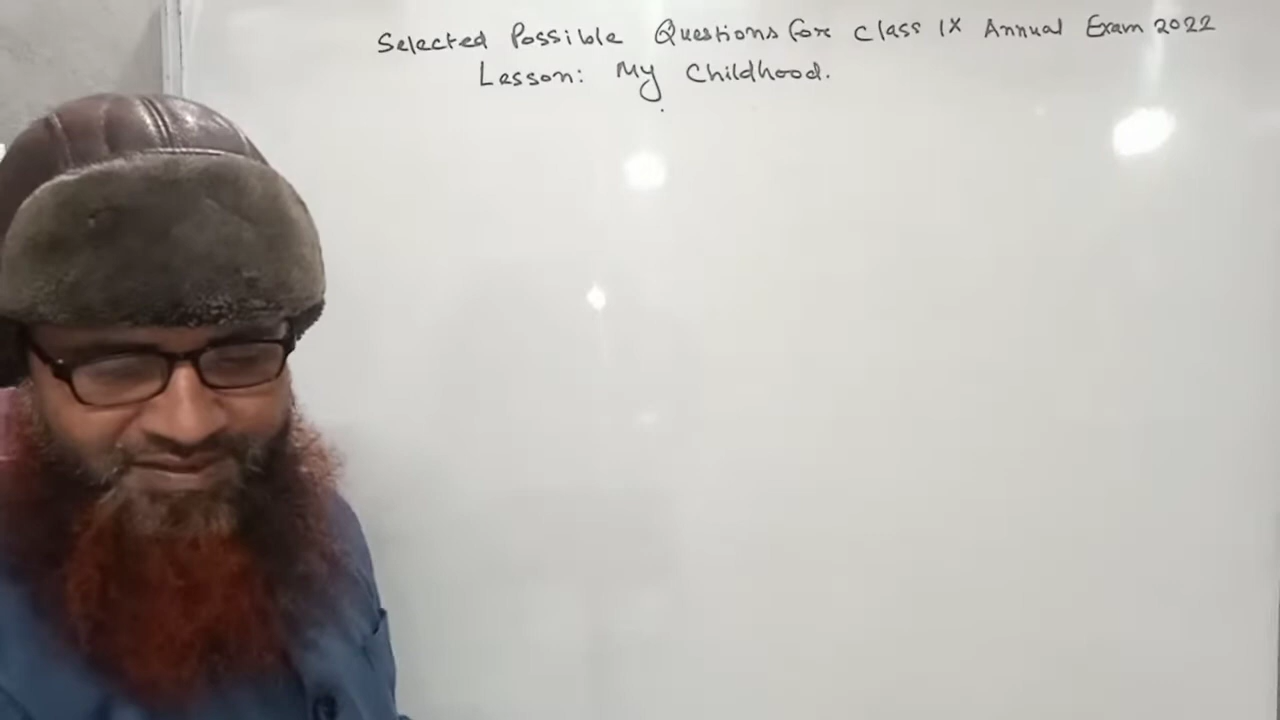 Selected Possible Questions for Class IX Annual Exam 2022
Lesson: My Childhood.